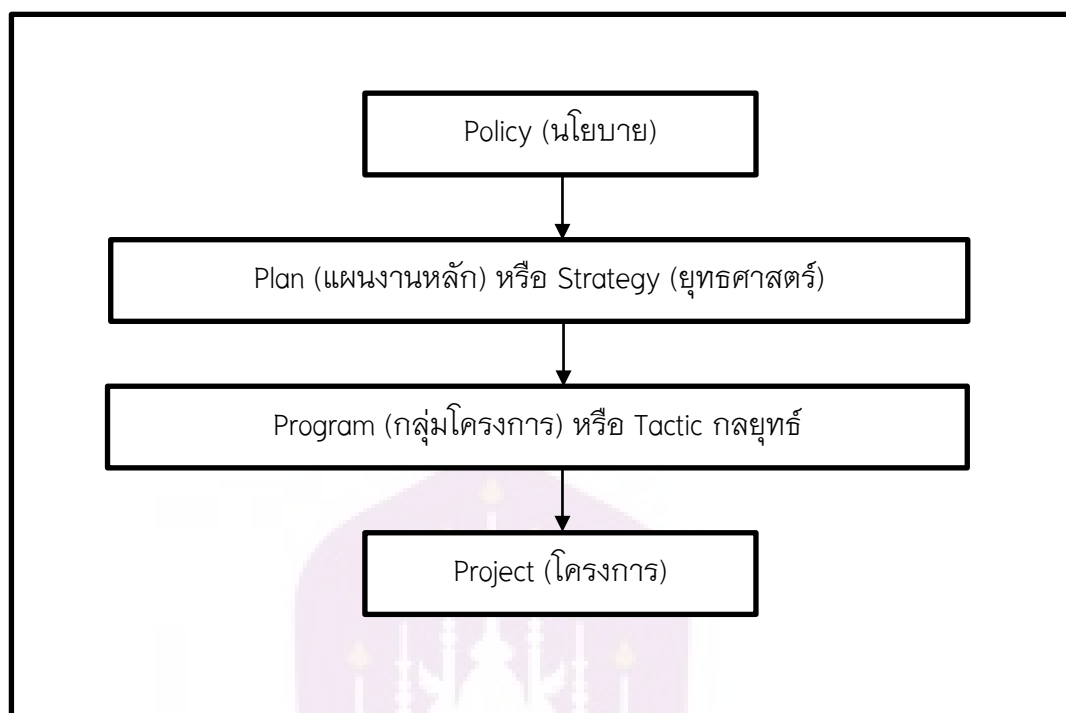 Policy (นโยบาย)
Plan (แผนงานหลัก) หรือ Strategy (ยุทธศาสตร์)
Program (กลุ่มโครงการ) หรือ Tactic กลยุทธ์
Project (โครงการ)